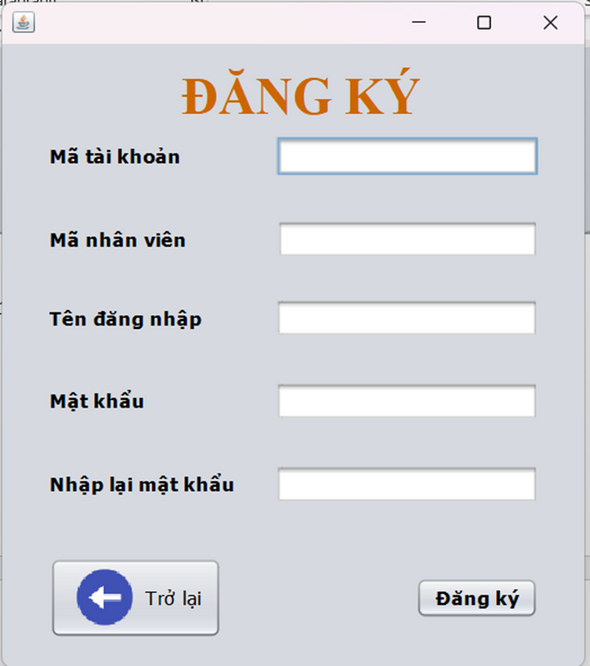 ĐĂNG KÝ
Mã tài khoản
Mã nhân viên
Tên đăng nhập
Mật khẩu
Nhập lại mật khẩu
Trở lại
Đăng ký